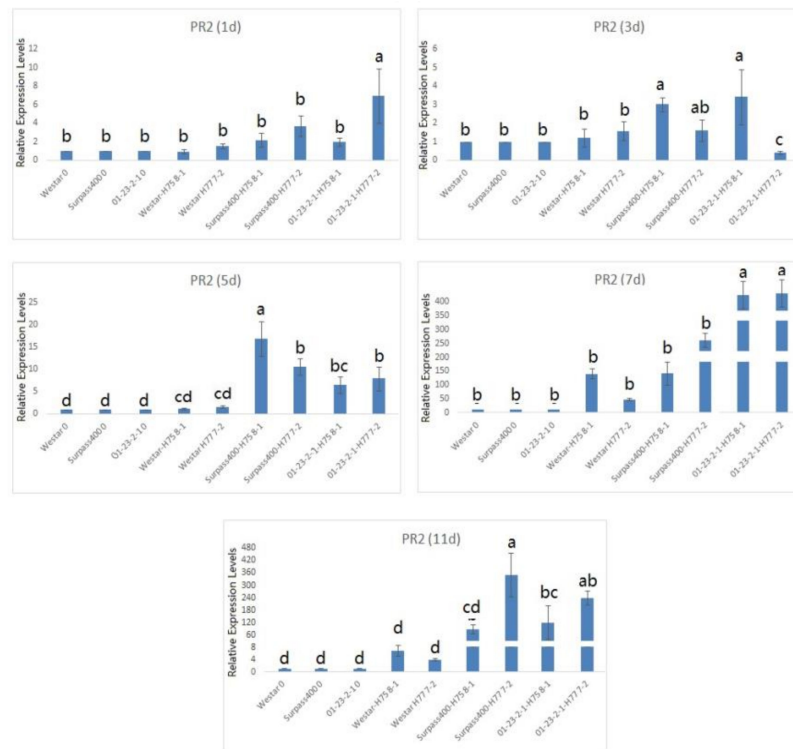 PR2 (1d)
Relative Expression Levels
12
10
8
6
4
2
0
b b b b b b b b a
Westar 0
Surpass400 0
01-23-2-1 0
Westar-H75 8-1
Westar H77 7-2
Surpass400-H75 8-1
Surpass400-H77 7-2
01-23-2-1-H75 8-1
01-23-2-1-H77 7-2
PR2 (3d)
Relative Expression Levels
6
5
4
3
2
1
0
b b b b b a ab a c
Westar 0
Surpass400 0
01-23-2-1 0
Westar-H75 8-1
Westar H77 7-2
Surpass400-H75 8-1
Surpass400-H77 7-2
01-23-2-1-H75 8-1
01-23-2-1-H77 7-2
PR2 (5d)
Relative Expression Levels
25
20
15
10
5
0
d d d cd cd a b bc b
Westar 0
Surpass400 0
01-23-2-1 0
Westar-H75 8-1
Westar H77 7-2
Surpass400-H75 8-1
Surpass400-H77 7-2
01-23-2-1-H75 8-1
01-23-2-1-H77 7-2
PR2 (7d)
Relative Expression Levels
400
350
300
250
200
150
100
50
0
b b b b b b b a a
Westar 0
Surpass400 0
01-23-2-1 0
Westar-H75 8-1
Westar H77 7-2
Surpass400-H75 8-1
Surpass400-H77 7-2
01-23-2-1-H75 8-1
01-23-2-1-H77 7-2
PR2 (11d)
Relative Expression Levels
480
420
360
300
240
180
120
60
8
4
0
d d d d d cd a bc ab
Westar 0
Surpass400 0
01-23-2-1 0
Westar-H75 8-1
Westar H77 7-2
Surpass400-H75 8-1
Surpass400-H77 7-2
01-23-2-1-H75 8-1
01-23-2-1-H77 7-2